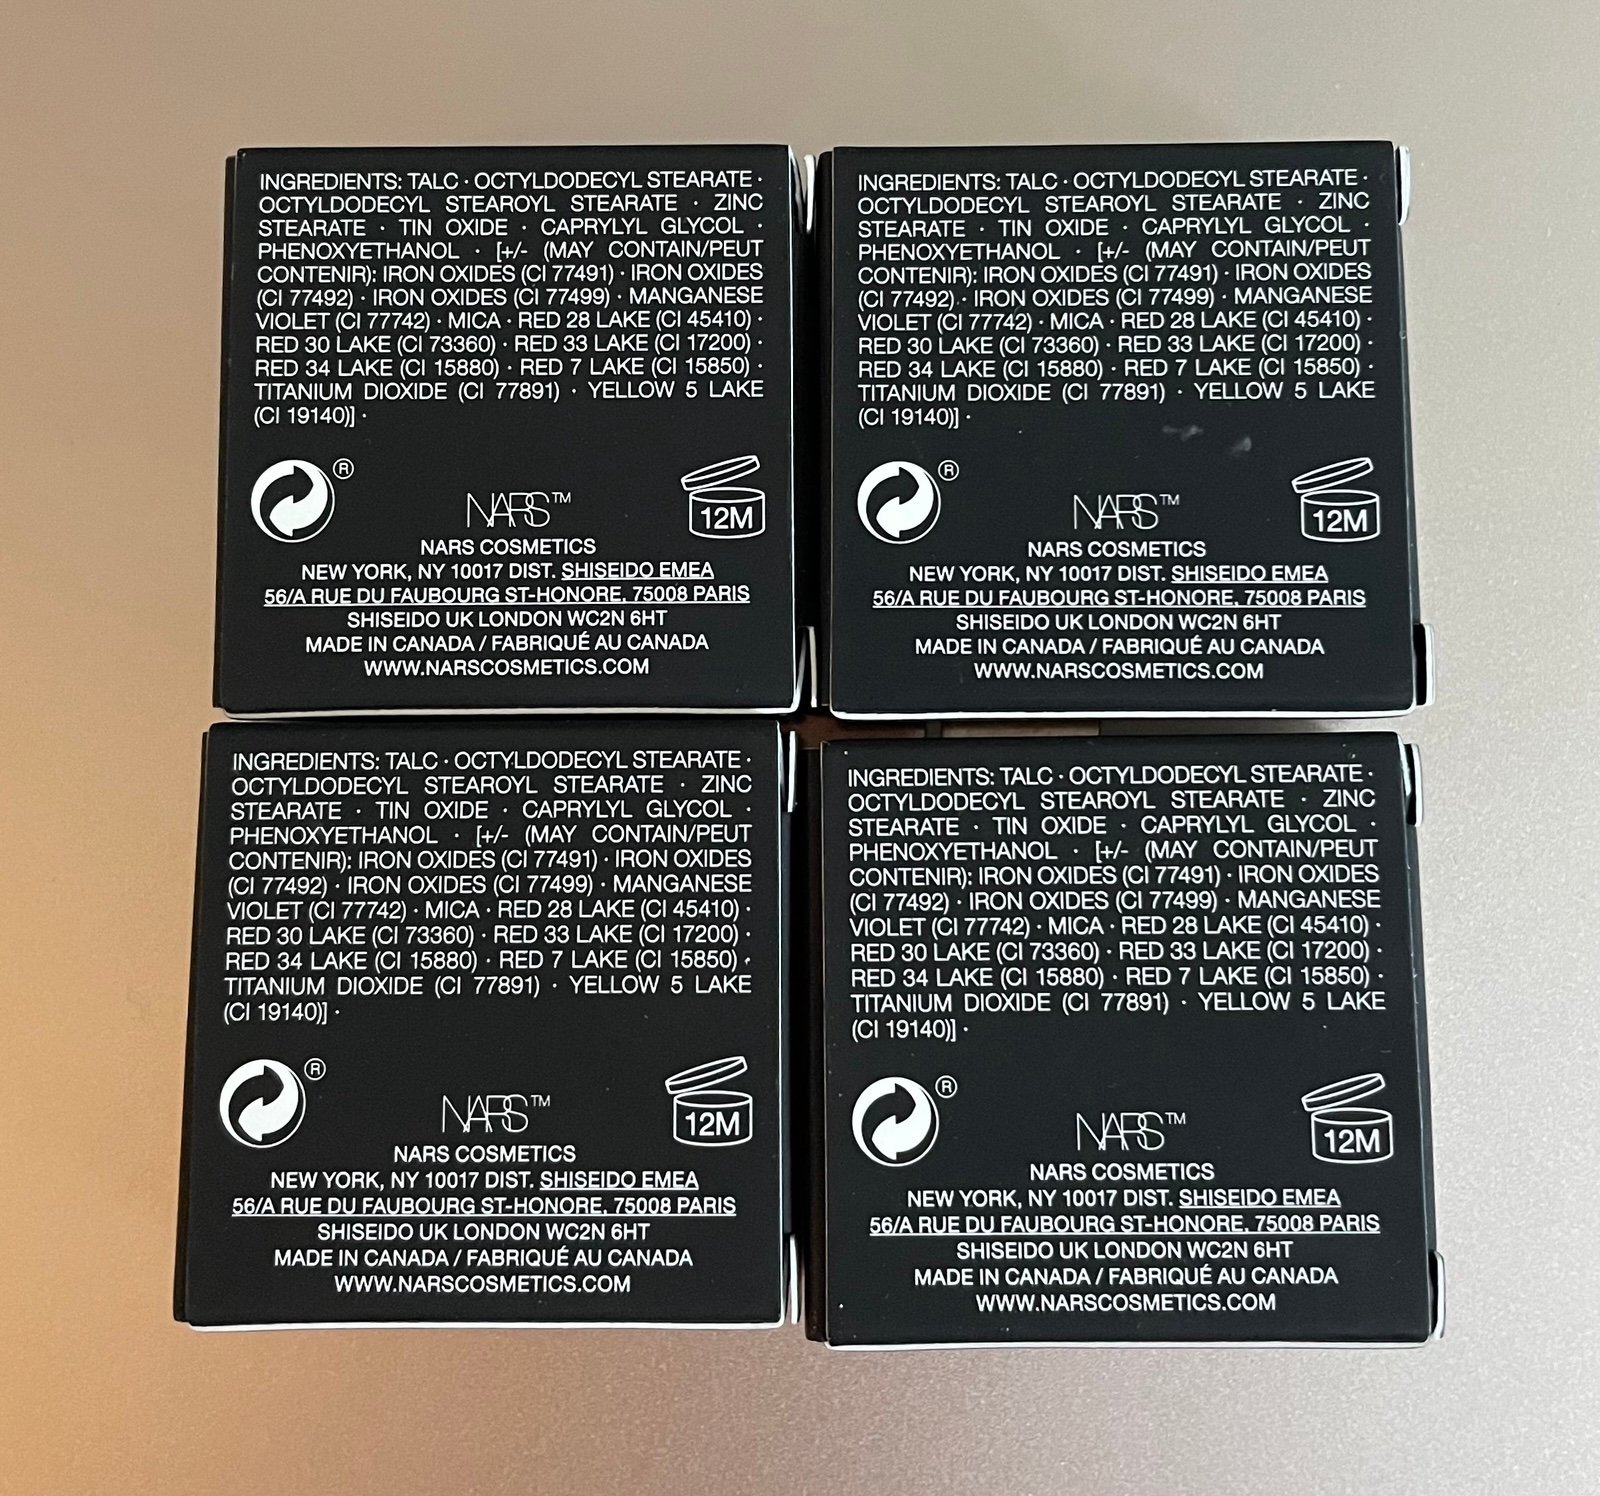 INGREDIENTS: TALC · OCTYLDODECYL STEARATE ·
OCTYLDODECYL STEAROYL STEARATE · ZINC
STEARATE · TIN OXIDE · CAPRYLYL GLYCOL ·
PHENOXYETHANOL · [+/- (MAY CONTAIN/PEUT
CONTENIR): IRON OXIDES (CI 77491) · IRON OXIDES
(CI 77492) · IRON OXIDES (CI 77499) · MANGANESE
VIOLET (CI 77742) · MICA · RED 28 LAKE (CI 45410) ·
RED 30 LAKE (CI 73360) · RED 33 LAKE (CI 17200) ·
RED 34 LAKE (CI 15880) · RED 7 LAKE (CI 15850) ·
TITANIUM DIOXIDE (CI 77891) · YELLOW 5 LAKE
(CI 19140)] ·
®
NARS™
12M
NARS COSMETICS
NEW YORK, NY 10017 DIST. SHISEIDO EMEA
56/A RUE DU FAUBOURG ST-HONORE, 75008 PARIS
SHISEIDO UK LONDON WC2N 6HT
MADE IN CANADA / FABRIQUÉ AU CANADA
WWW.NARSCOSMETICS.COM
INGREDIENTS: TALC · OCTYLDODECYL STEARATE ·
OCTYLDODECYL STEAROYL STEARATE · ZINC
STEARATE · TIN OXIDE · CAPRYLYL GLYCOL ·
PHENOXYETHANOL · [+/- (MAY CONTAIN/PEUT
CONTENIR): IRON OXIDES (CI 77491) · IRON OXIDES
(CI 77492) · IRON OXIDES (CI 77499) · MANGANESE
VIOLET (CI 77742) · MICA · RED 28 LAKE (CI 45410) ·
RED 30 LAKE (CI 73360) · RED 33 LAKE (CI 17200) ·
RED 34 LAKE (CI 15880) · RED 7 LAKE (CI 15850) ·
TITANIUM DIOXIDE (CI 77891) · YELLOW 5 LAKE
(CI 19140)] ·
®
NARS™
12M
NARS COSMETICS
NEW YORK, NY 10017 DIST. SHISEIDO EMEA
56/A RUE DU FAUBOURG ST-HONORE, 75008 PARIS
SHISEIDO UK LONDON WC2N 6HT
MADE IN CANADA / FABRIQUÉ AU CANADA
WWW.NARSCOSMETICS.COM
INGREDIENTS: TALC · OCTYLDODECYL STEARATE ·
OCTYLDODECYL STEAROYL STEARATE · ZINC
STEARATE · TIN OXIDE · CAPRYLYL GLYCOL ·
PHENOXYETHANOL · [+/- (MAY CONTAIN/PEUT
CONTENIR): IRON OXIDES (CI 77491) · IRON OXIDES
(CI 77492) · IRON OXIDES (CI 77499) · MANGANESE
VIOLET (CI 77742) · MICA · RED 28 LAKE (CI 45410) ·
RED 30 LAKE (CI 73360) · RED 33 LAKE (CI 17200) ·
RED 34 LAKE (CI 15880) · RED 7 LAKE (CI 15850) ·
TITANIUM DIOXIDE (CI 77891) · YELLOW 5 LAKE
(CI 19140)] ·
®
NARS™
12M
NARS COSMETICS
NEW YORK, NY 10017 DIST. SHISEIDO EMEA
56/A RUE DU FAUBOURG ST-HONORE, 75008 PARIS
SHISEIDO UK LONDON WC2N 6HT
MADE IN CANADA / FABRIQUÉ AU CANADA
WWW.NARSCOSMETICS.COM
INGREDIENTS: TALC · OCTYLDODECYL STEARATE ·
OCTYLDODECYL STEAROYL STEARATE · ZINC
STEARATE · TIN OXIDE · CAPRYLYL GLYCOL ·
PHENOXYETHANOL · [+/- (MAY CONTAIN/PEUT
CONTENIR): IRON OXIDES (CI 77491) · IRON OXIDES
(CI 77492) · IRON OXIDES (CI 77499) · MANGANESE
VIOLET (CI 77742) · MICA · RED 28 LAKE (CI 45410) ·
RED 30 LAKE (CI 73360) · RED 33 LAKE (CI 17200) ·
RED 34 LAKE (CI 15880) · RED 7 LAKE (CI 15850) ·
TITANIUM DIOXIDE (CI 77891) · YELLOW 5 LAKE
(CI 19140)] ·
®
NARS™
12M
NARS COSMETICS
NEW YORK, NY 10017 DIST. SHISEIDO EMEA
56/A RUE DU FAUBOURG ST-HONORE, 75008 PARIS
SHISEIDO UK LONDON WC2N 6HT
MADE IN CANADA / FABRIQUÉ AU CANADA
WWW.NARSCOSMETICS.COM